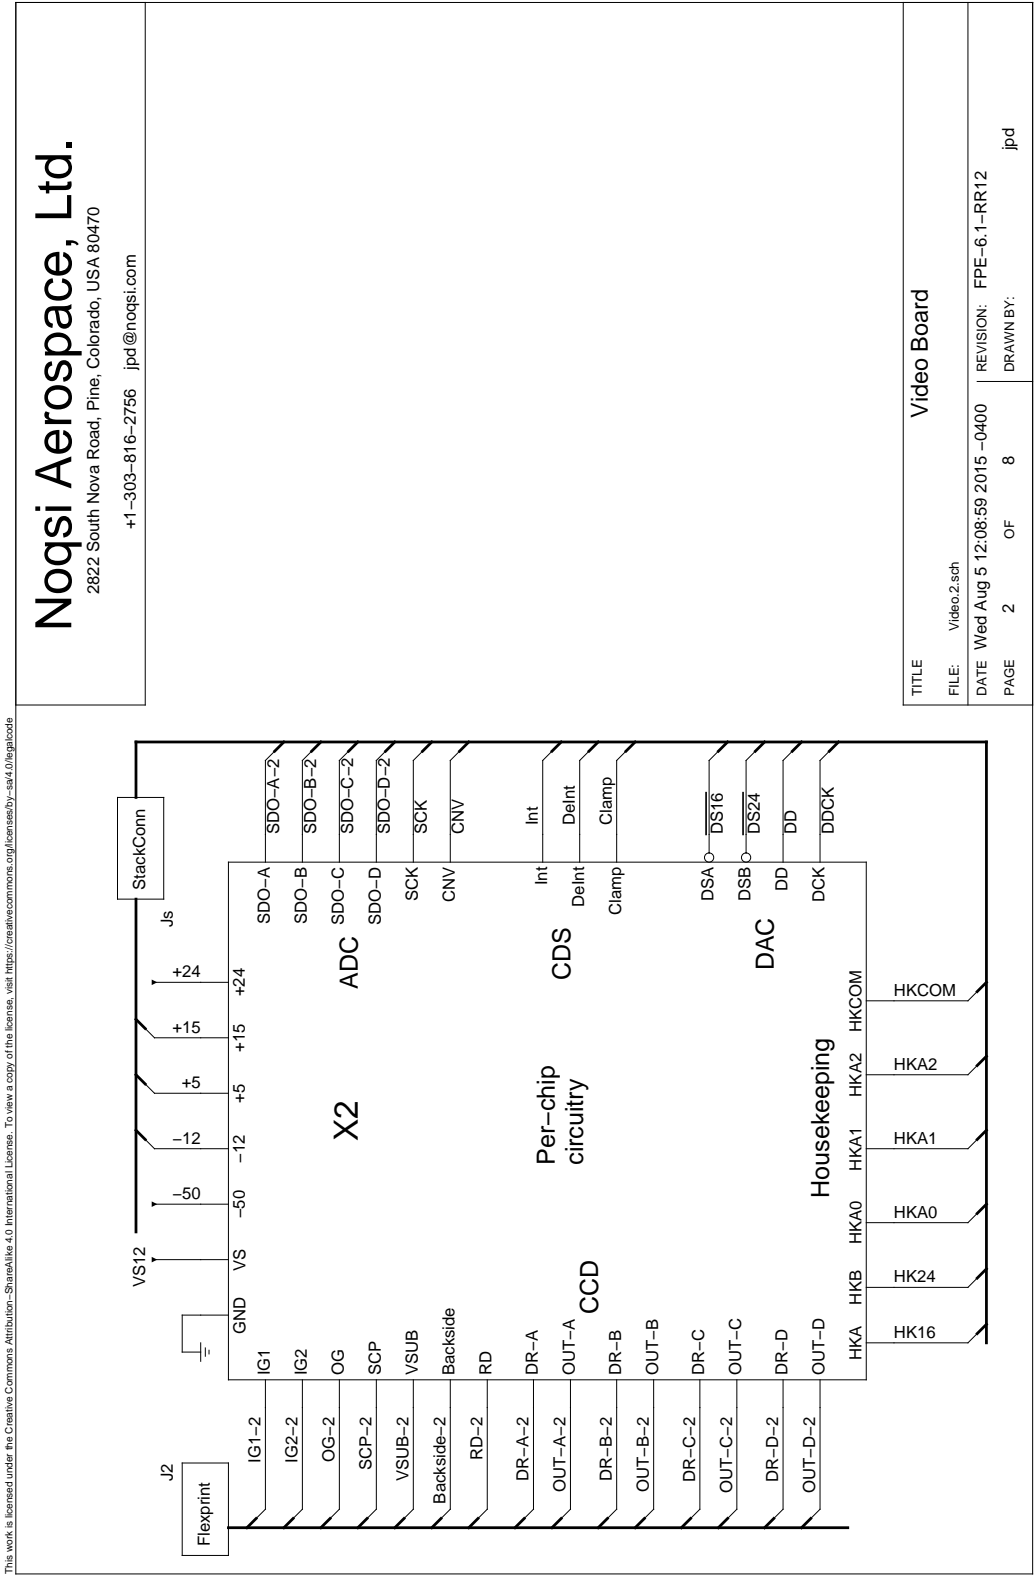 This work is licensed under the Creative Commons Attribution−ShareAlike 4.0 International License. To view a copy of the license, visit https://creativecommons.org/licenses/by−sa/4.0/legalcode
Noqsi Aerospace, Ltd.
2822 South Nova Road, Pine, Colorado, USA 80470
+1−303−816−2756 jpd@noqsi.com
J2
Flexprint
IG1−2
IG2−2
OG−2
SCP−2
VSUB−2
Backside−2
RD−2
DR−A−2
OUT−A−2
DR−B−2
OUT−B−2
DR−C−2
OUT−C−2
DR−D−2
OUT−D−2
IG1
IG2
OG
SCP
VSUB
Backside
RD
DR−A
OUT−A
DR−B
OUT−B
DR−C
OUT−C
DR−D
OUT−D
CCD
VS12
−50
−12
+5
+15
+24
GND
VS
−50
−12
+5
+15
+24
Js
StackConn
X2
Per−chip
circuitry
ADC
CDS
DAC
Housekeeping
SDO−A
SDO−B
SDO−C
SDO−D
SCK
CNV
Int
DeInt
Clamp
DSA
DSB
DD
DCK
SDO−A−2
SDO−B−2
SDO−C−2
SDO−D−2
SCK
CNV
Int
DeInt
Clamp
DS16
DS24
DD
DDCK
HKA
HKB
HKA0
HKA1
HKA2
HKCOM
HK16
HK24
HKA0
HKA1
HKA2
HKCOM
TITLE
Video Board
FILE: Video.2.sch
DATE Wed Aug 5 12:08:59 2015 −0400
REVISION: FPE−6.1−RR12
PAGE 2 OF 8
DRAWN BY: jpd